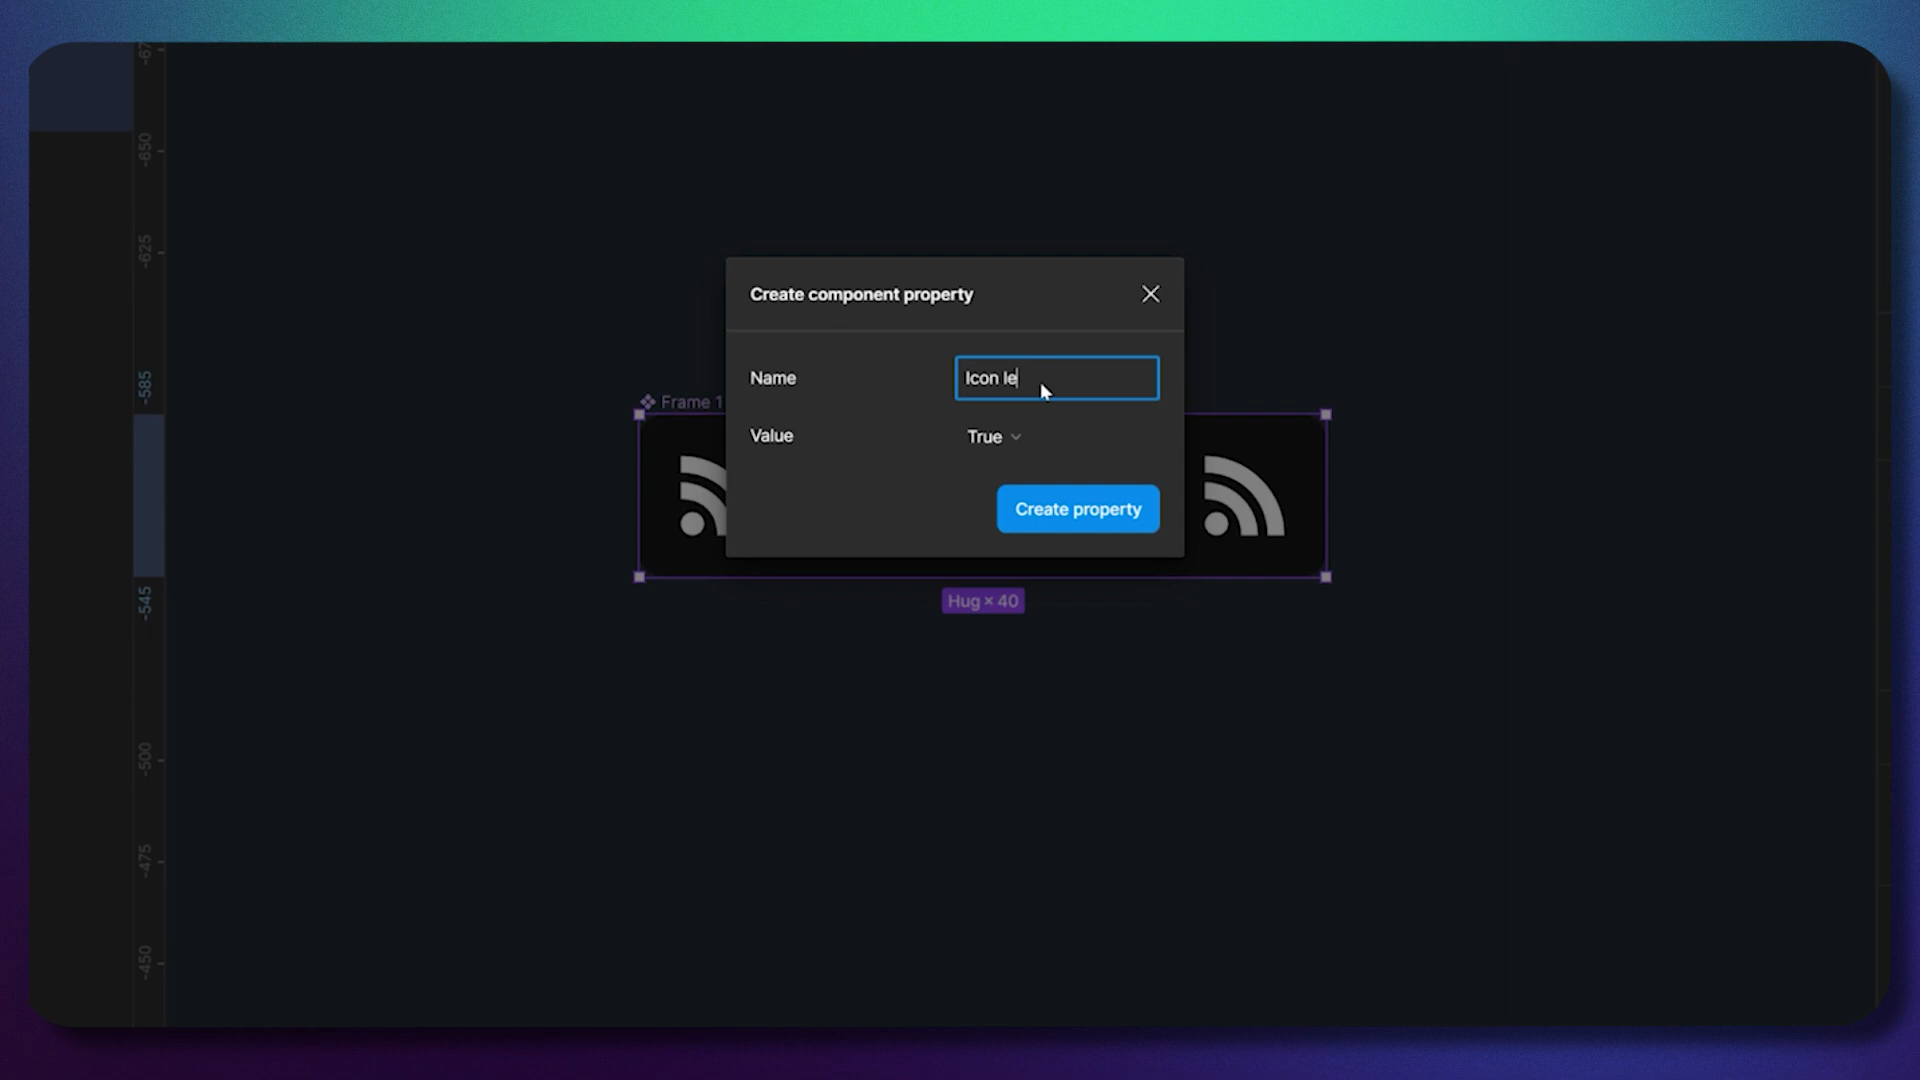 -650
-625
-585
-545
-500
-475
-450
Create component property
Name
Icon le
Value
True
Create property
Frame 1
Hug × 40